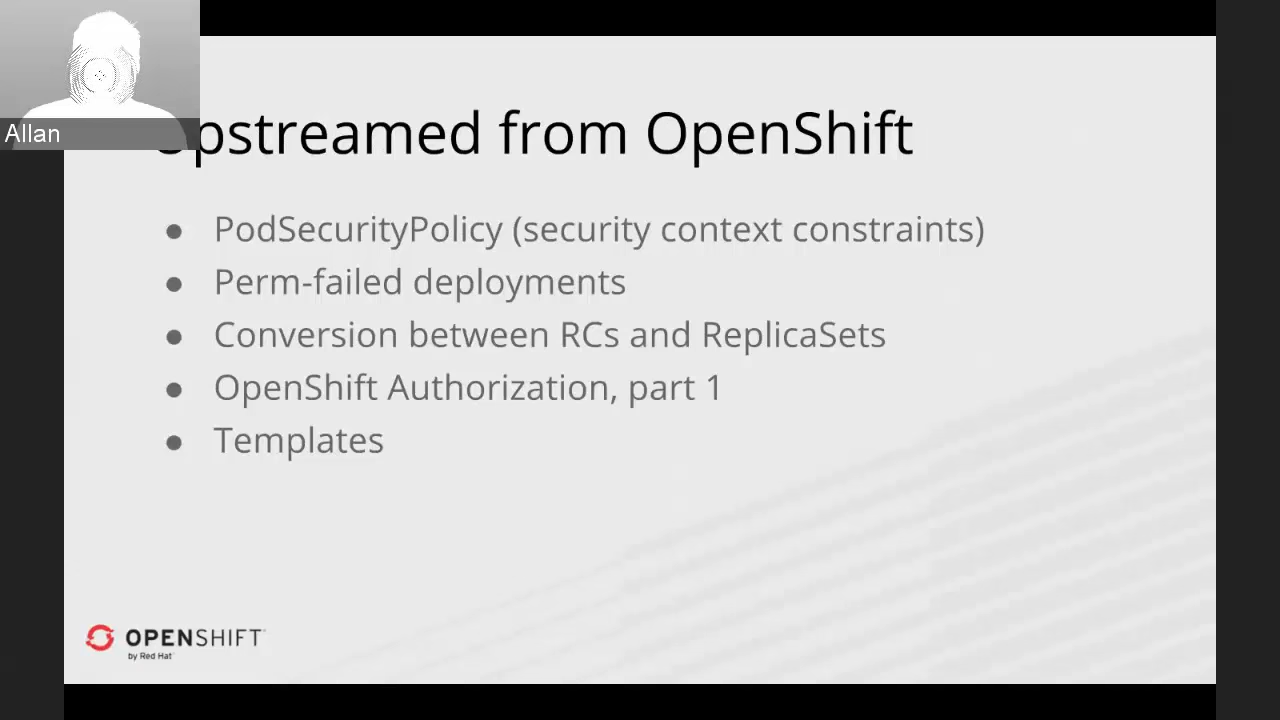 Allan
Upstreamed from OpenShift
● PodSecurityPolicy (security context constraints)
● Perm-failed deployments
● Conversion between RCs and ReplicaSets
● OpenShift Authorization, part 1
● Templates
OPENSHIFT
by Red Hat